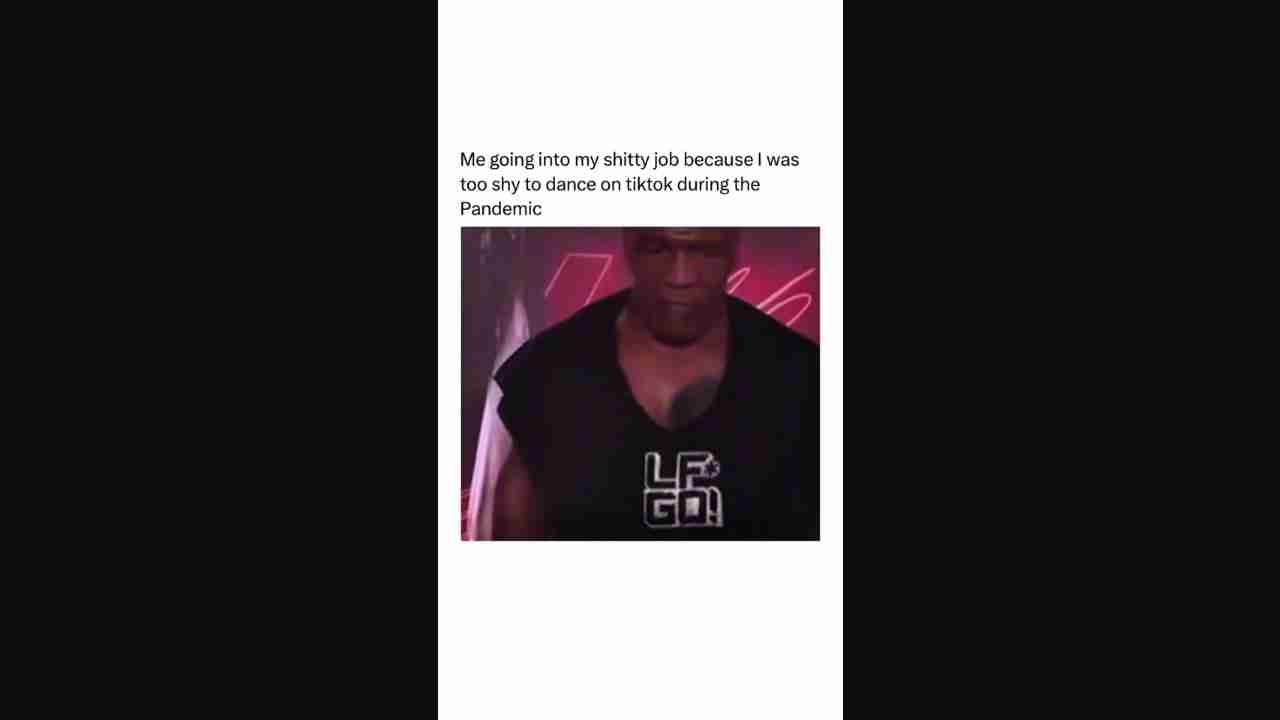 Me going into my shitty job because I was
too shy to dance on tiktok during the
Pandemic
LF*
GO!